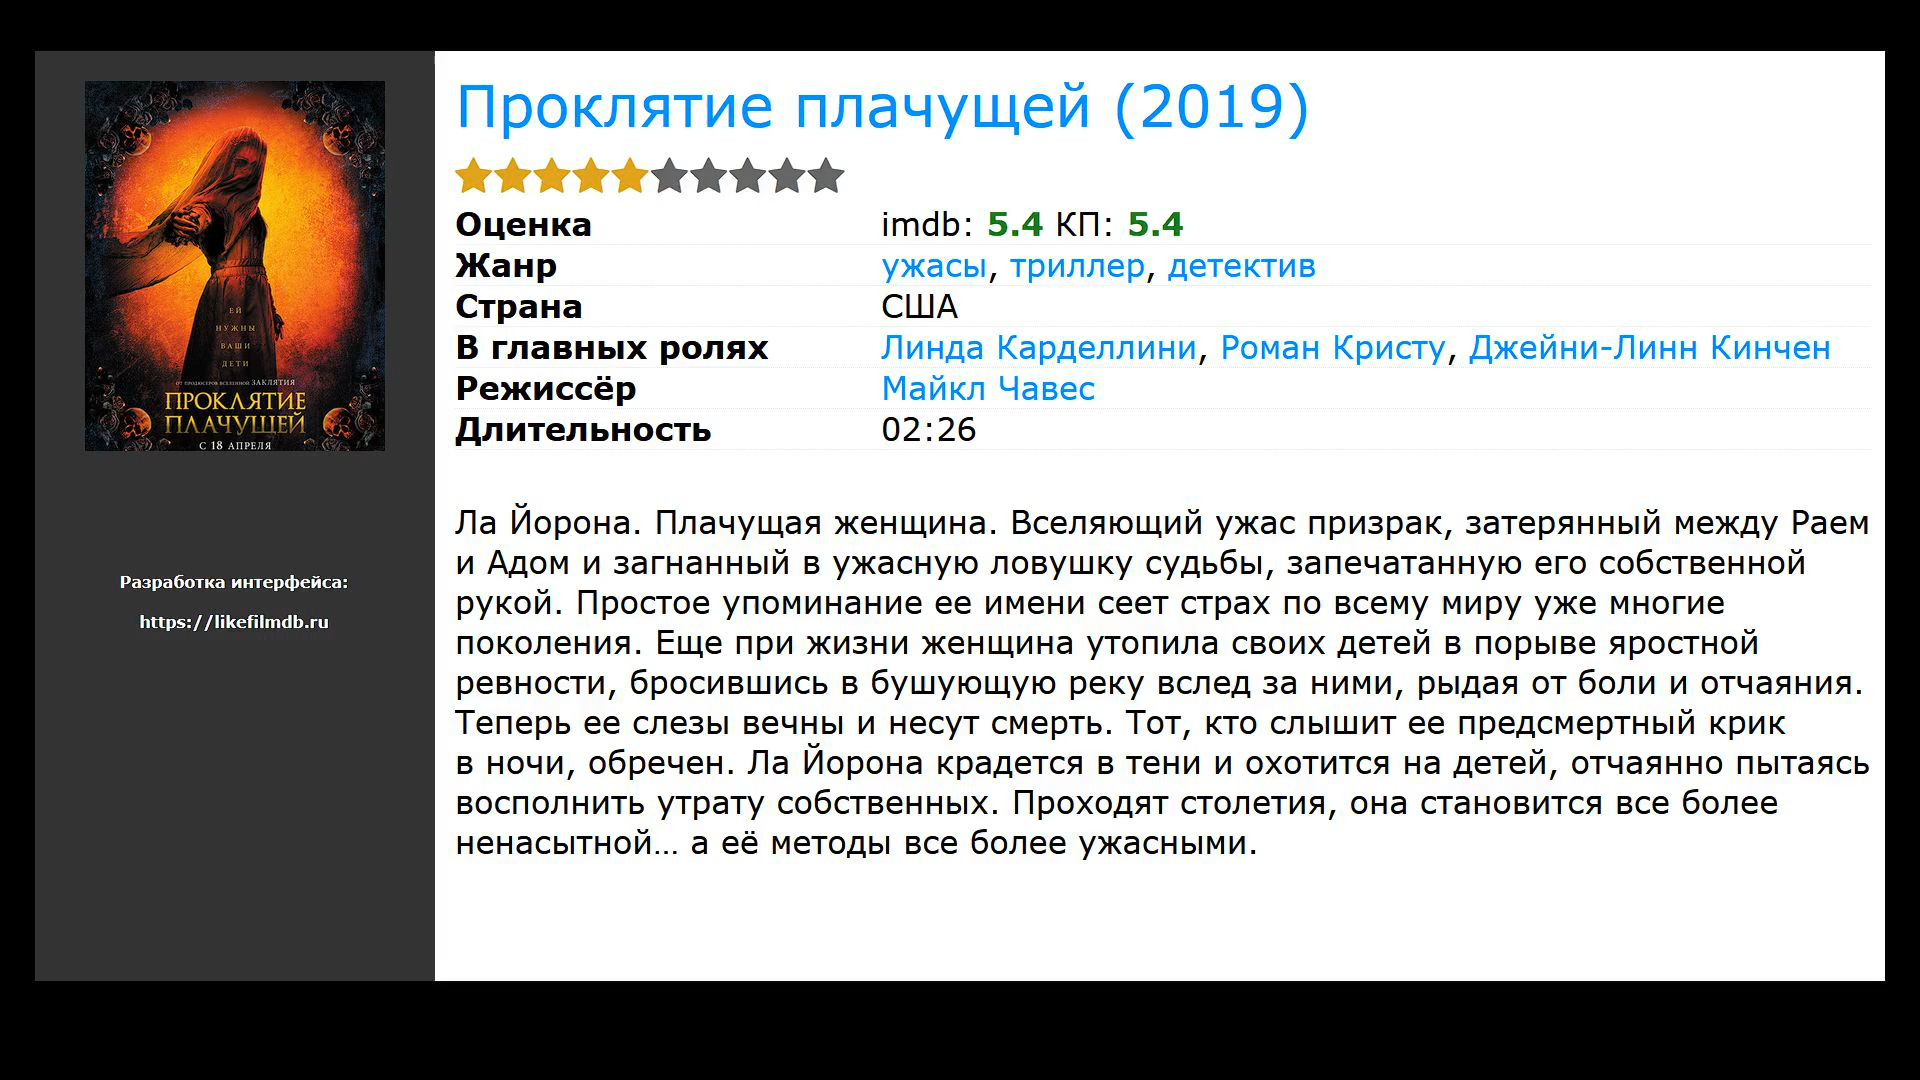 ЕЙ
НУЖНЫ
ВАШИ
ДЕТИ
ОТ ПРОДЮСЕРОВ ВСЕЛЕННОЙ ЗАКЛЯТИЯ
ПРОКЛЯТИЕ
ПЛАЧУЩЕЙ
С 18 АПРЕЛЯ
Разработка интерфейса:
https://likefilmdb.ru
Проклятие плачущей (2019)
Оценка imdb: 5.4 КП: 5.4
Жанр ужасы, триллер, детектив
Страна США
В главных ролях Линда Карделлини, Роман Кристу, Джейни-Линн Кинчен
Режиссёр Майкл Чавес
Длительность 02:26
Ла Йорона. Плачущая женщина. Вселяющий ужас призрак, затерянный между Раем
и Адом и загнанный в ужасную ловушку судьбы, запечатанную его собственной
рукой. Простое упоминание ее имени сеет страх по всему миру уже многие
поколения. Еще при жизни женщина утопила своих детей в порыве яростной
ревности, бросившись в бушующую реку вслед за ними, рыдая от боли и отчаяния.
Теперь ее слезы вечны и несут смерть. Тот, кто слышит ее предсмертный крик
в ночи, обречен. Ла Йорона крадется в тени и охотится на детей, отчаянно пытаясь
восполнить утрату собственных. Проходят столетия, она становится все более
ненасытной… а её методы все более ужасными.